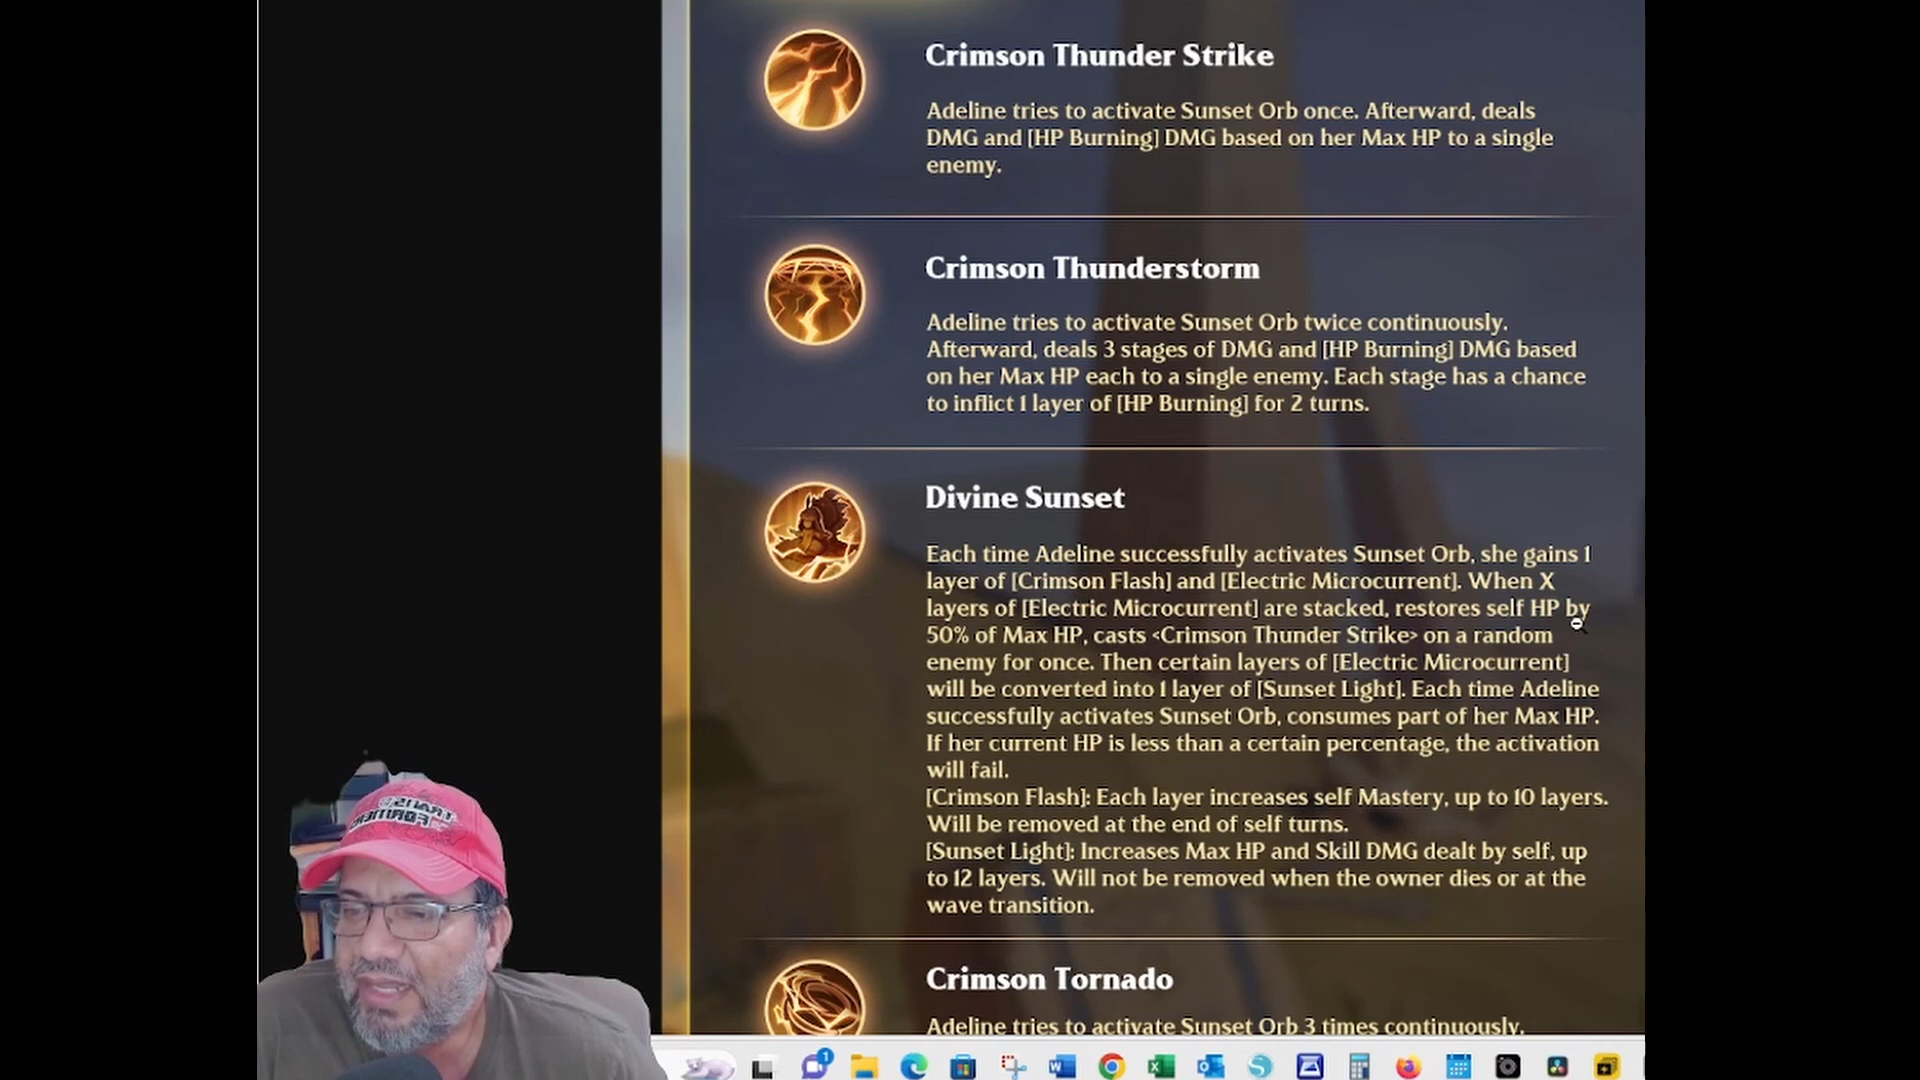 Crimson Thunder Strike
Adeline tries to activate Sunset Orb once. Afterward, deals
DMG and [HP Burning] DMG based on her Max HP to a single
enemy.
Crimson Thunderstorm
Adeline tries to activate Sunset Orb twice continuously.
Afterward, deals 3 stages of DMG and [HP Burning] DMG based
on her Max HP each to a single enemy. Each stage has a chance
to inflict 1 layer of [HP Burning] for 2 turns.
Divine Sunset
Each time Adeline successfully activates Sunset Orb, she gains 1
layer of [Crimson Flash] and [Electric Microcurrent]. When X
layers of [Electric Microcurrent] are stacked, restores self HP by
50% of Max HP, casts <Crimson Thunder Strike> on a random
enemy for once. Then certain layers of [Electric Microcurrent]
will be converted into 1 layer of [Sunset Light]. Each time Adeline
successfully activates Sunset Orb, consumes part of her Max HP.
If her current HP is less than a certain percentage, the activation
will fail.
[Crimson Flash]: Each layer increases self Mastery, up to 10 layers.
Will be removed at the end of self turns.
[Sunset Light]: Increases Max HP and Skill DMG dealt by self, up
to 12 layers. Will not be removed when the owner dies or at the
wave transition.
Crimson Tornado
Adeline tries to activate Sunset Orb 3 times continuously.
TRANS
FORMER
1